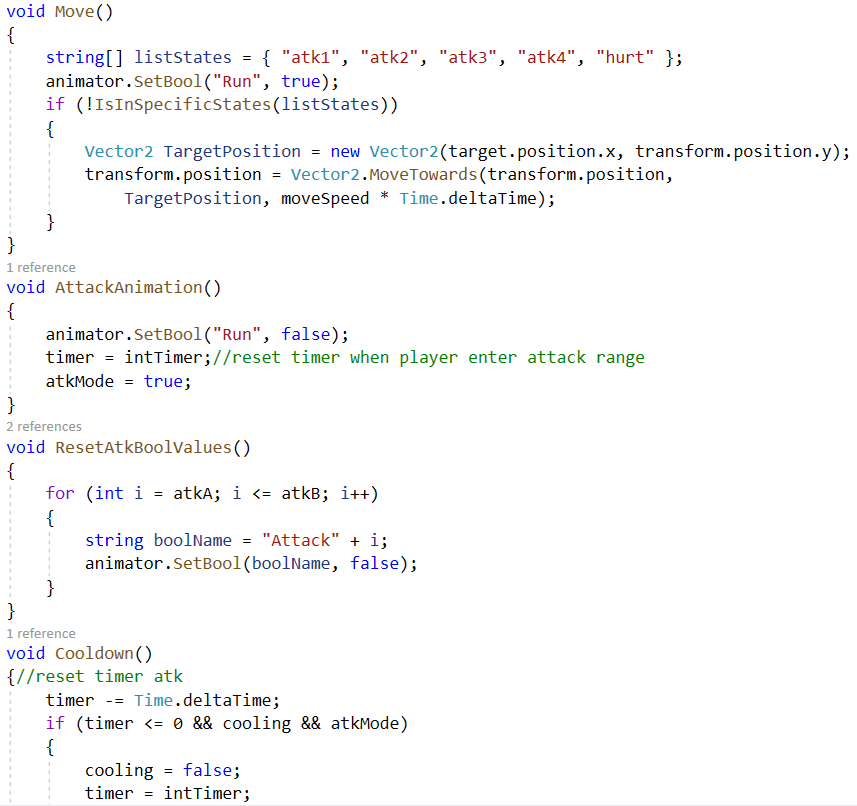 void Move()
{
string[] listStates = { "atk1", "atk2", "atk3", "atk4", "hurt" };
animator.SetBool("Run", true);
if (!IsInSpecificStates(listStates))
{
Vector2 TargetPosition = new Vector2(target.position.x, transform.position.y);
transform.position = Vector2.MoveTowards(transform.position,
TargetPosition, moveSpeed * Time.deltaTime);
}
}
1 reference
void AttackAnimation()
{
animator.SetBool("Run", false);
timer = intTimer;//reset timer when player enter attack range
atkMode = true;
}
2 references
void ResetAtkBoolValues()
{
for (int i = atkA; i <= atkB; i++)
{
string boolName = "Attack" + i;
animator.SetBool(boolName, false);
}
}
1 reference
void Cooldown()
{//reset timer atk
timer -= Time.deltaTime;
if (timer <= 0 && cooling && atkMode)
{
cooling = false;
timer = intTimer;